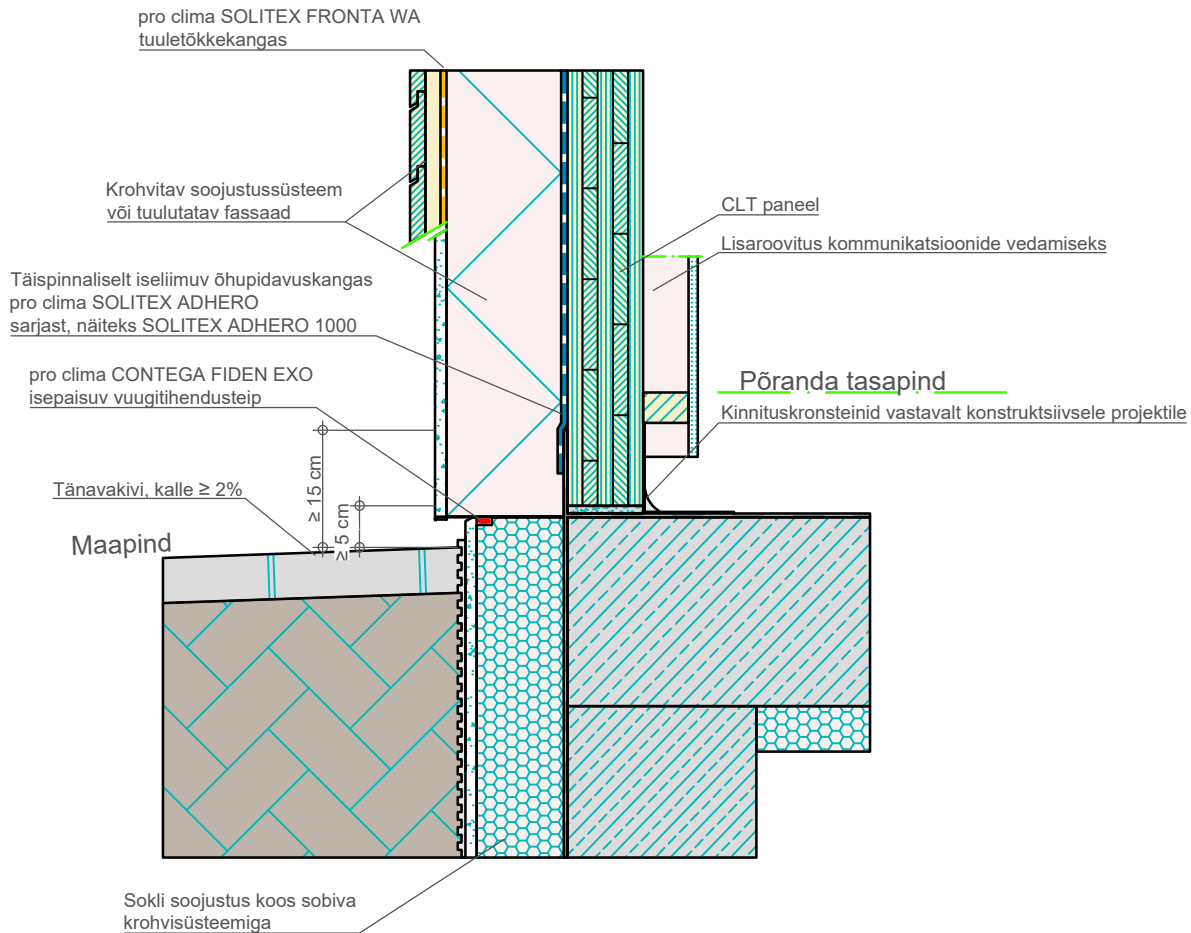 pro clima SOLITEX FRONTA WA
tuuletõkkekangas
Krohvitav soojustussüsteem
või tuulutatav fassaad
CLT paneel
Lisaroovitus kommunikatsioonide vedamiseks
Täispinnaliselt iseliimuv õhupidavuskangas
pro clima SOLITEX ADHERO
sarjast, näiteks SOLITEX ADHERO 1000
pro clima CONTEGA FIDEN EXO
isepaisuv vuugitihendusteip
Põranda tasapind
Kinnituskronsteinid vastavalt konstruktsiivsele projektile
Tänavakivi, kalle ≥ 2%
≥ 15 cm
≥ 5 cm
Maapind
Sokli soojustus koos sobiva
krohvisüsteemiga